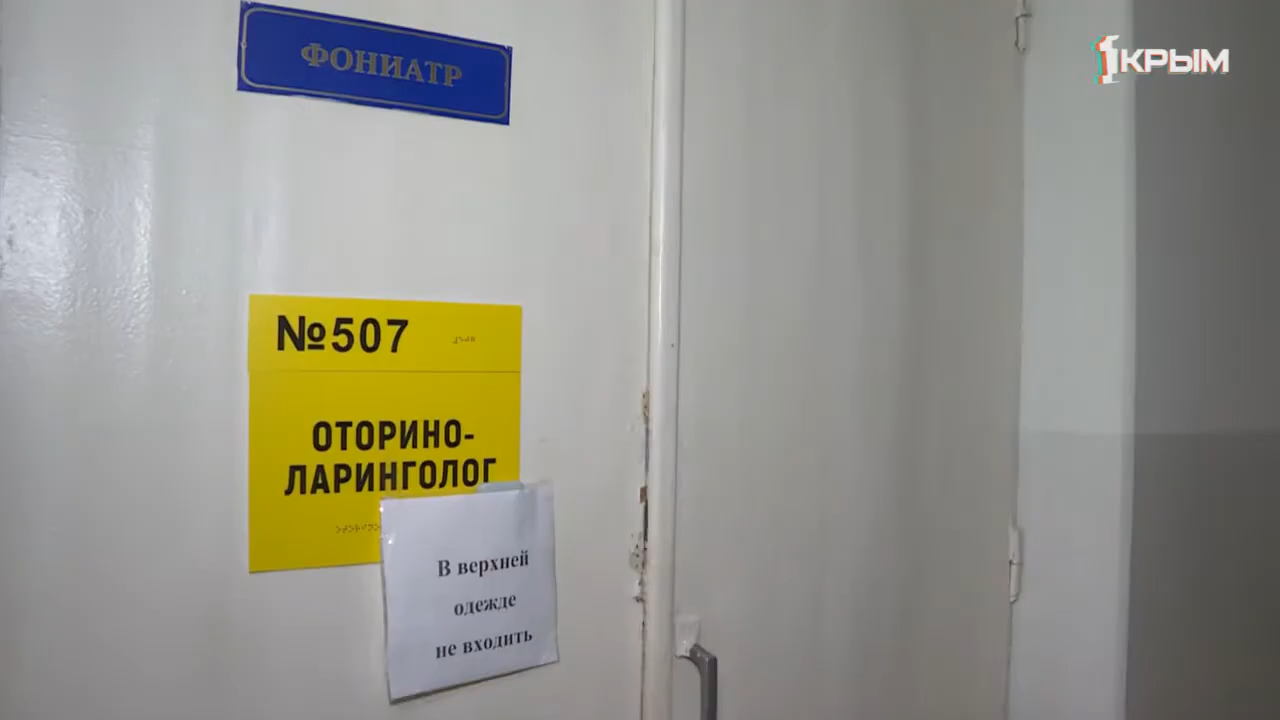 ФОНИАТР
1КРЫМ
№507
ОТОРИНО-
ЛАРИНГОЛОГ
В верхней
одежде
не входить